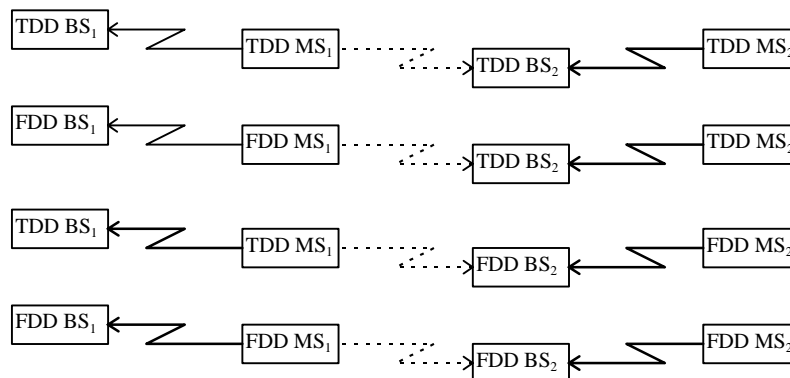 TDD BS₁ TDD MS₁ TDD BS₂ TDD MS₂
FDD BS₁ FDD MS₁ TDD BS₂ TDD MS₂
TDD BS₁ TDD MS₁ FDD BS₂ FDD MS₂
FDD BS₁ FDD MS₁ FDD BS₂ FDD MS₂